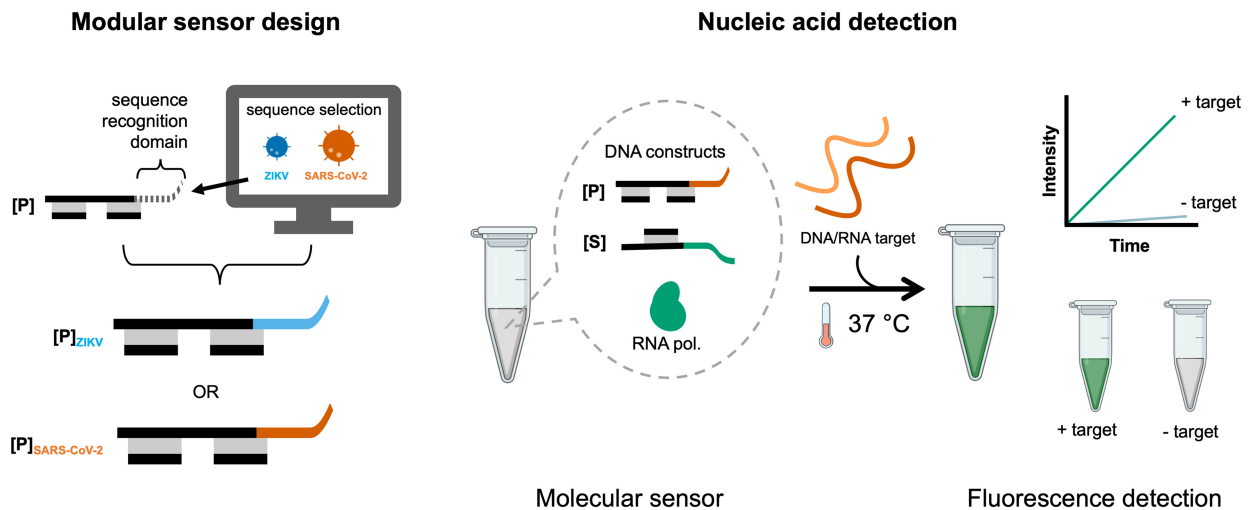 Modular sensor design
sequence
recognition
domain
sequence selection
ZIKV
SARS-CoV-2
[P]
[P]ZIKV
OR
[P]SARS-CoV-2
Nucleic acid detection
DNA constructs
[P]
[S]
RNA pol.
DNA/RNA target
37 °C
Molecular sensor
Intensity
+ target
- target
Time
+ target
- target
Fluorescence detection